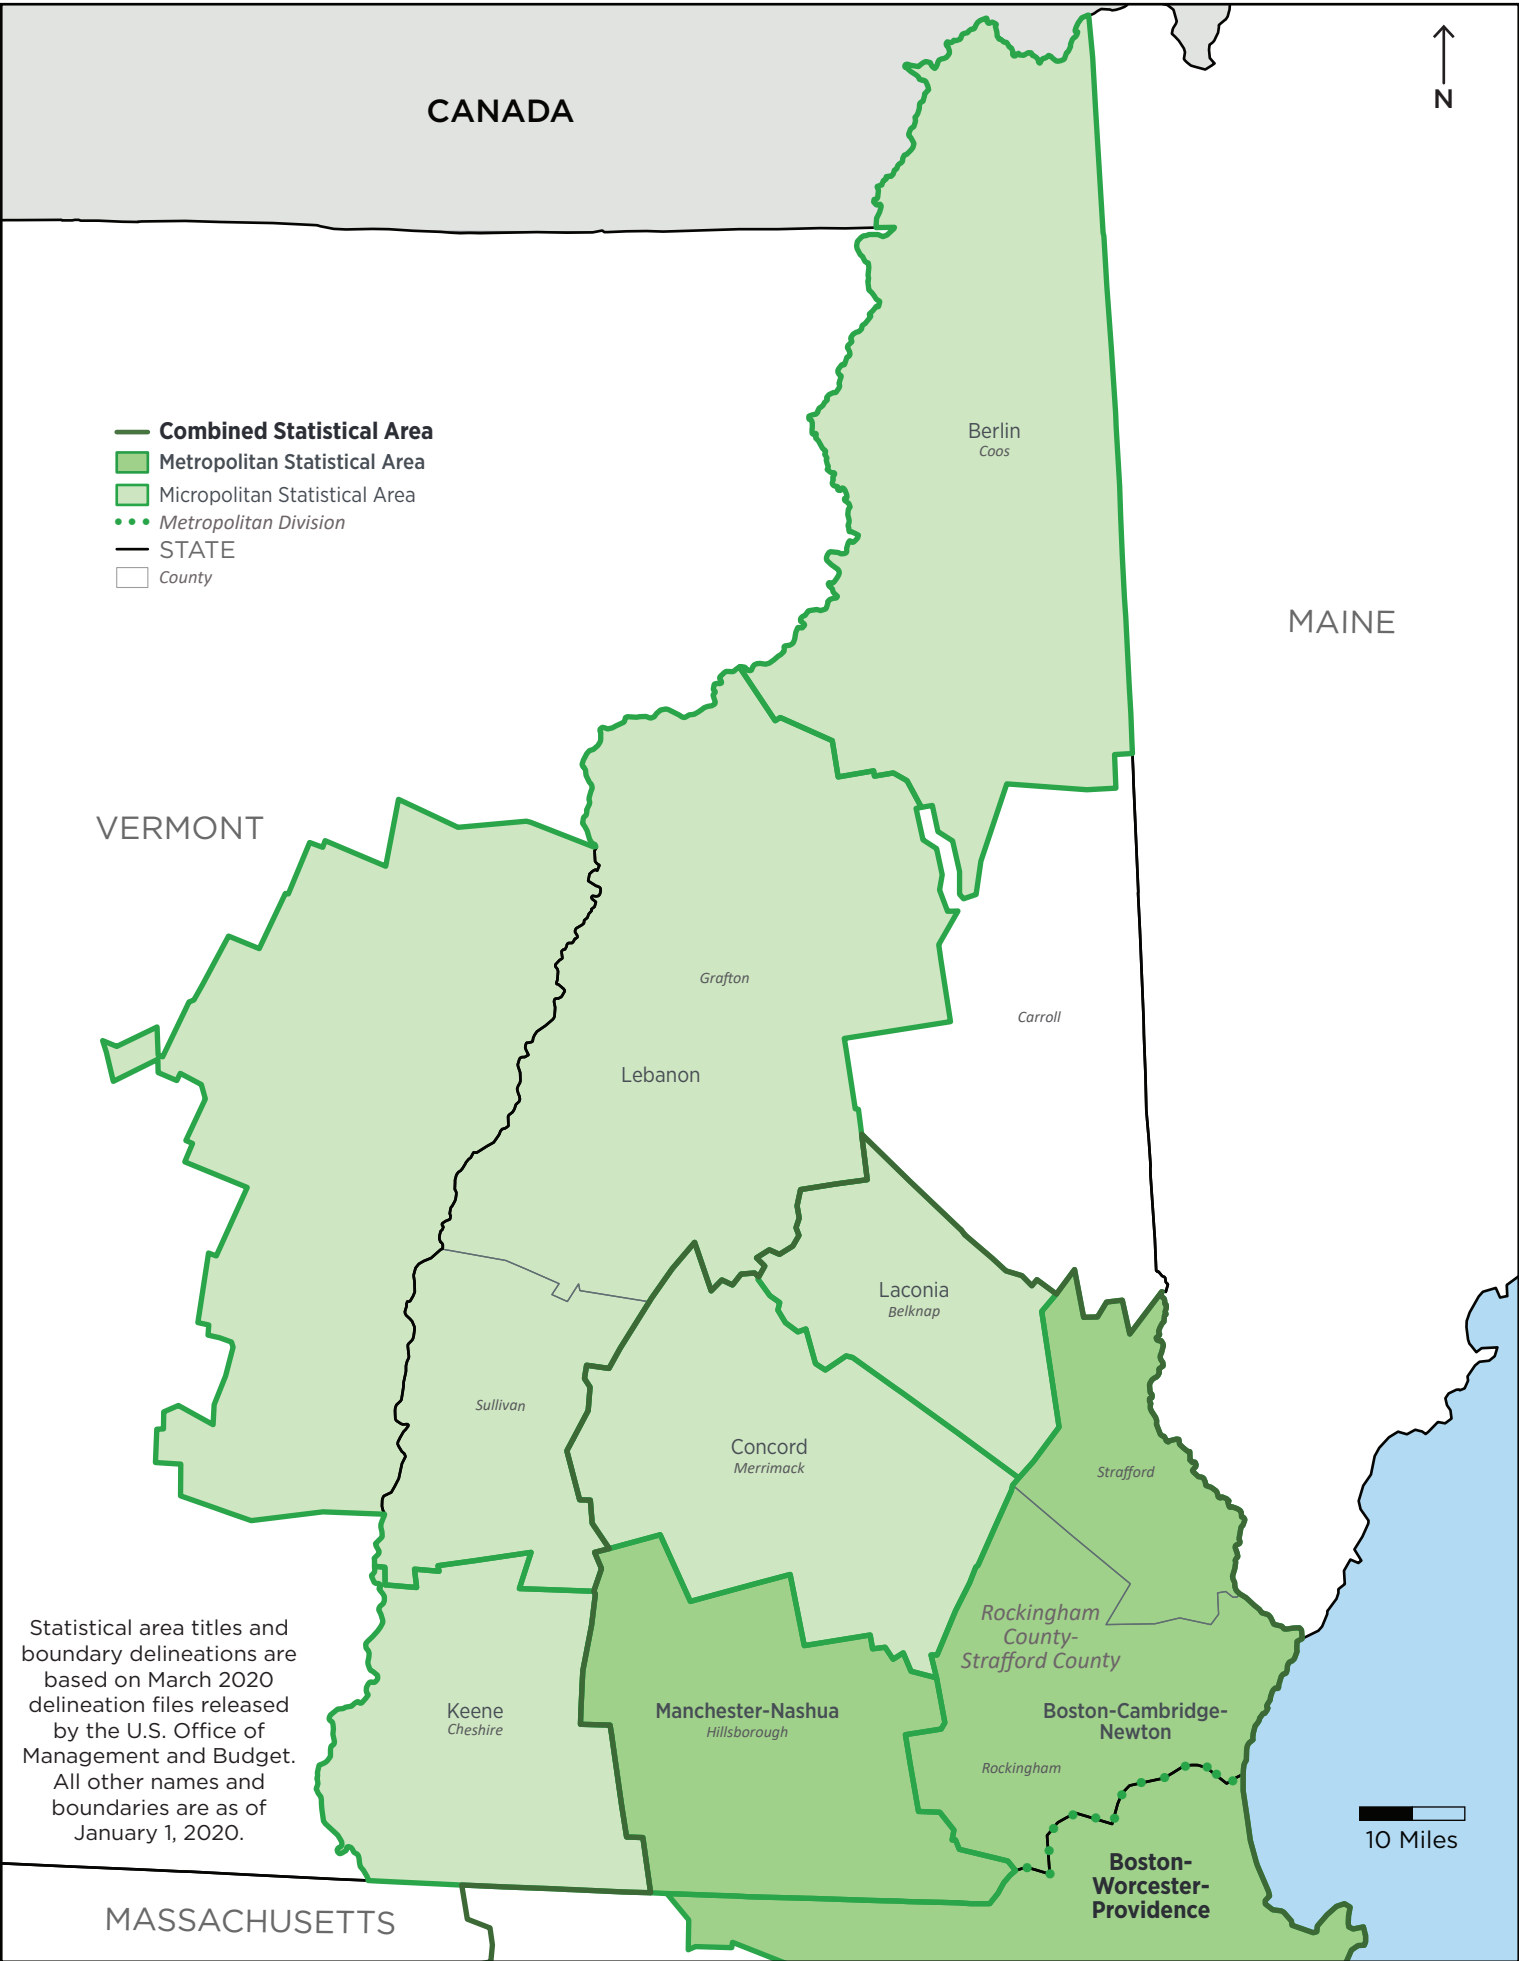 CANADA
N
Combined Statistical Area
Metropolitan Statistical Area
Micropolitan Statistical Area
Metropolitan Division
STATE
County
Berlin
Coos
MAINE
VERMONT
Grafton
Carroll
Lebanon
Laconia
Belknap
Sullivan
Concord
Merrimack
Strafford
Rockingham
County-
Strafford County
Statistical area titles and
boundary delineations are
based on March 2020
delineation files released
by the U.S. Office of
Management and Budget.
All other names and
boundaries are as of
January 1, 2020.
Keene
Cheshire
Manchester-Nashua
Hillsborough
Boston-Cambridge-
Newton
Rockingham
10 Miles
Boston-
Worcester-
Providence
MASSACHUSETTS